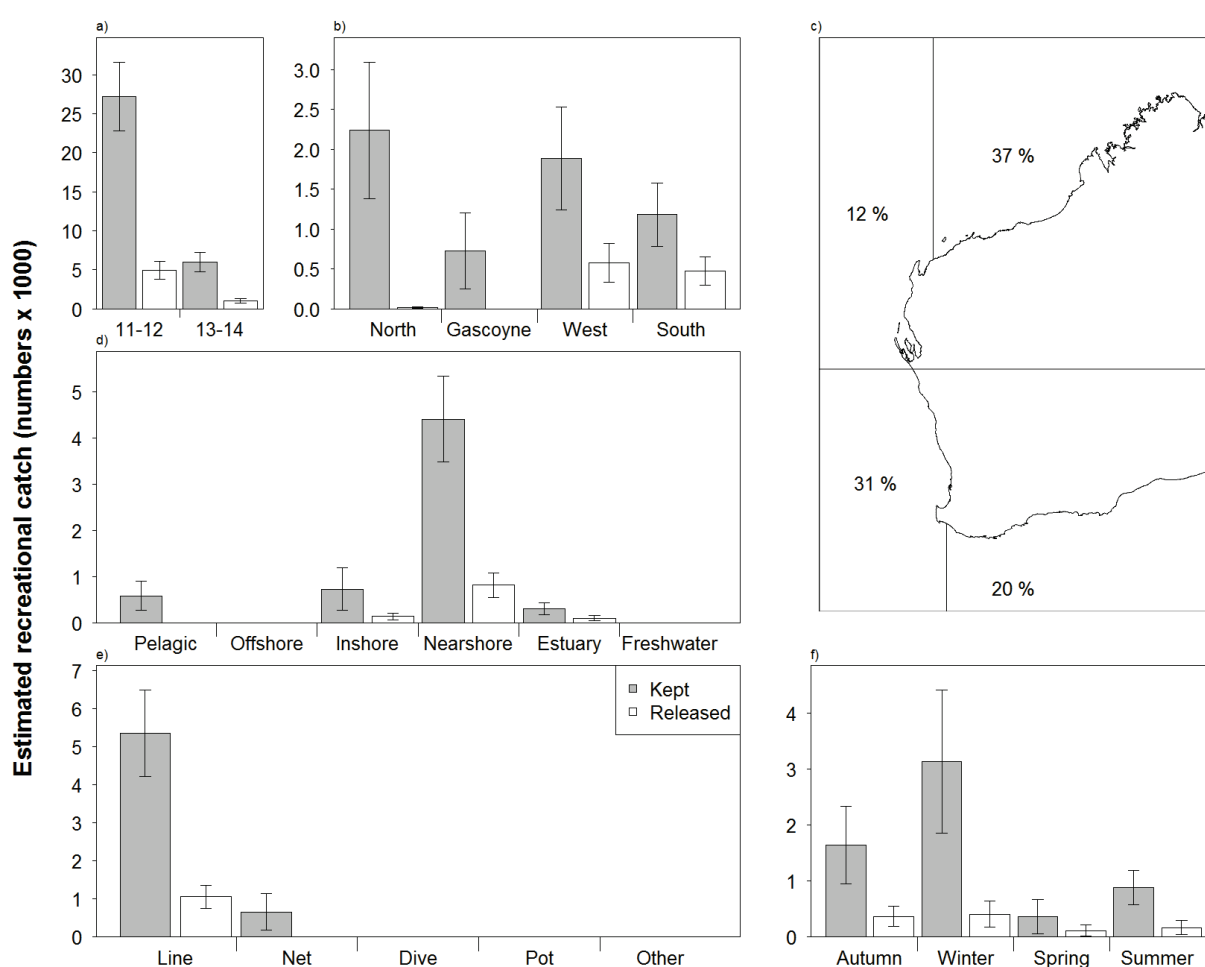 Estimated recreational catch (numbers x 1000)
a)
30
25
20
15
10
5
0
11-12 13-14
b)
3.0
2.5
2.0
1.5
1.0
0.5
0.0
North Gascoyne West South
c)
37 %
12 %
31 %
20 %
d)
5
4
3
2
1
0
Pelagic Offshore Inshore Nearshore Estuary Freshwater
e)
7
6
5
4
3
2
1
0
Kept
Released
Line Net Dive Pot Other
f)
4
3
2
1
0
Autumn Winter Spring Summer